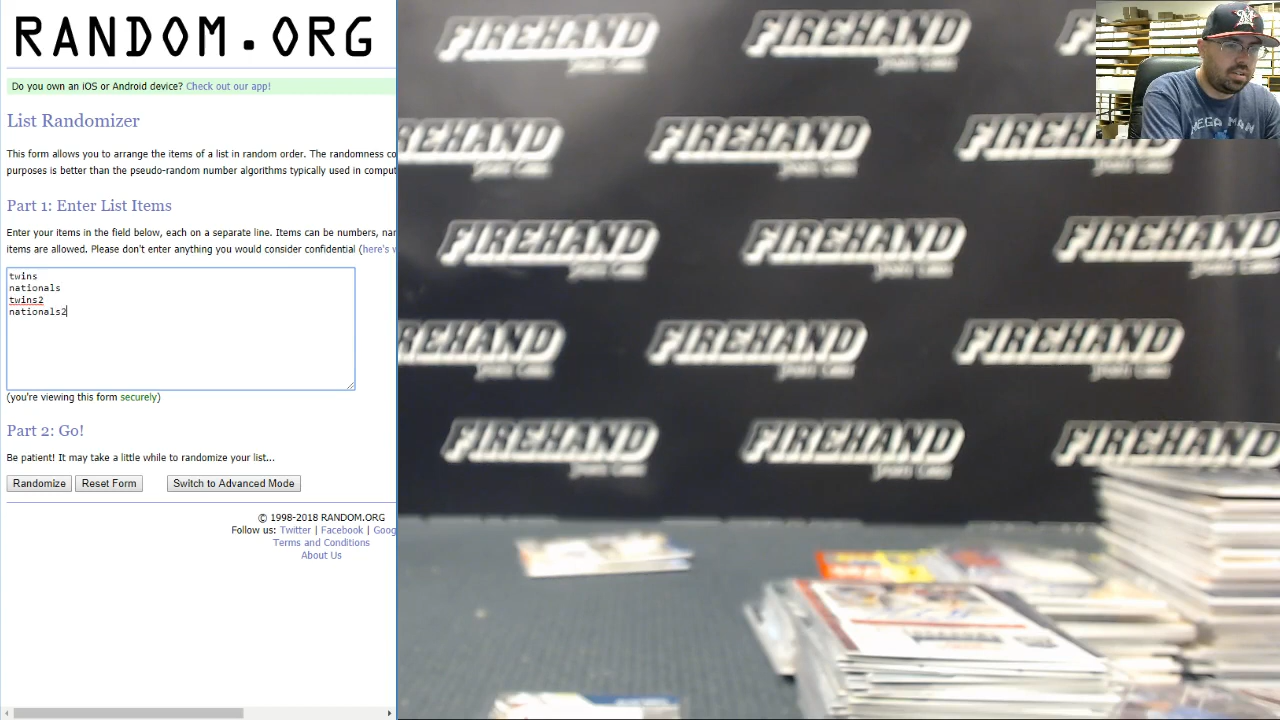 RANDOM.ORG
Do you own an iOS or Android device? Check out our app!
List Randomizer
This form allows you to arrange the items of a list in random order. The randomness co
purposes is better than the pseudo-random number algorithms typically used in comput
Part 1: Enter List Items
Enter your items in the field below, each on a separate line. Items can be numbers, nar
items are allowed. Please don't enter anything you would consider confidential (here's v
twins
nationals
twins2
nationals2
(you're viewing this form securely)
Part 2: Go!
Be patient! It may take a little while to randomize your list...
Randomize Reset Form Switch to Advanced Mode
© 1998-2018 RANDOM.ORG
Follow us: Twitter | Facebook | Goog
Terms and Conditions
About Us
FIREHAND FIREHAND
FIREHAND FIREHAND FIREHAND
FIREHAND FIREHAND FIREHAND
FIREHAND FIREHAND FIREHAND
FIREHAND FIREHAND FIREHAND
MEGA MAN